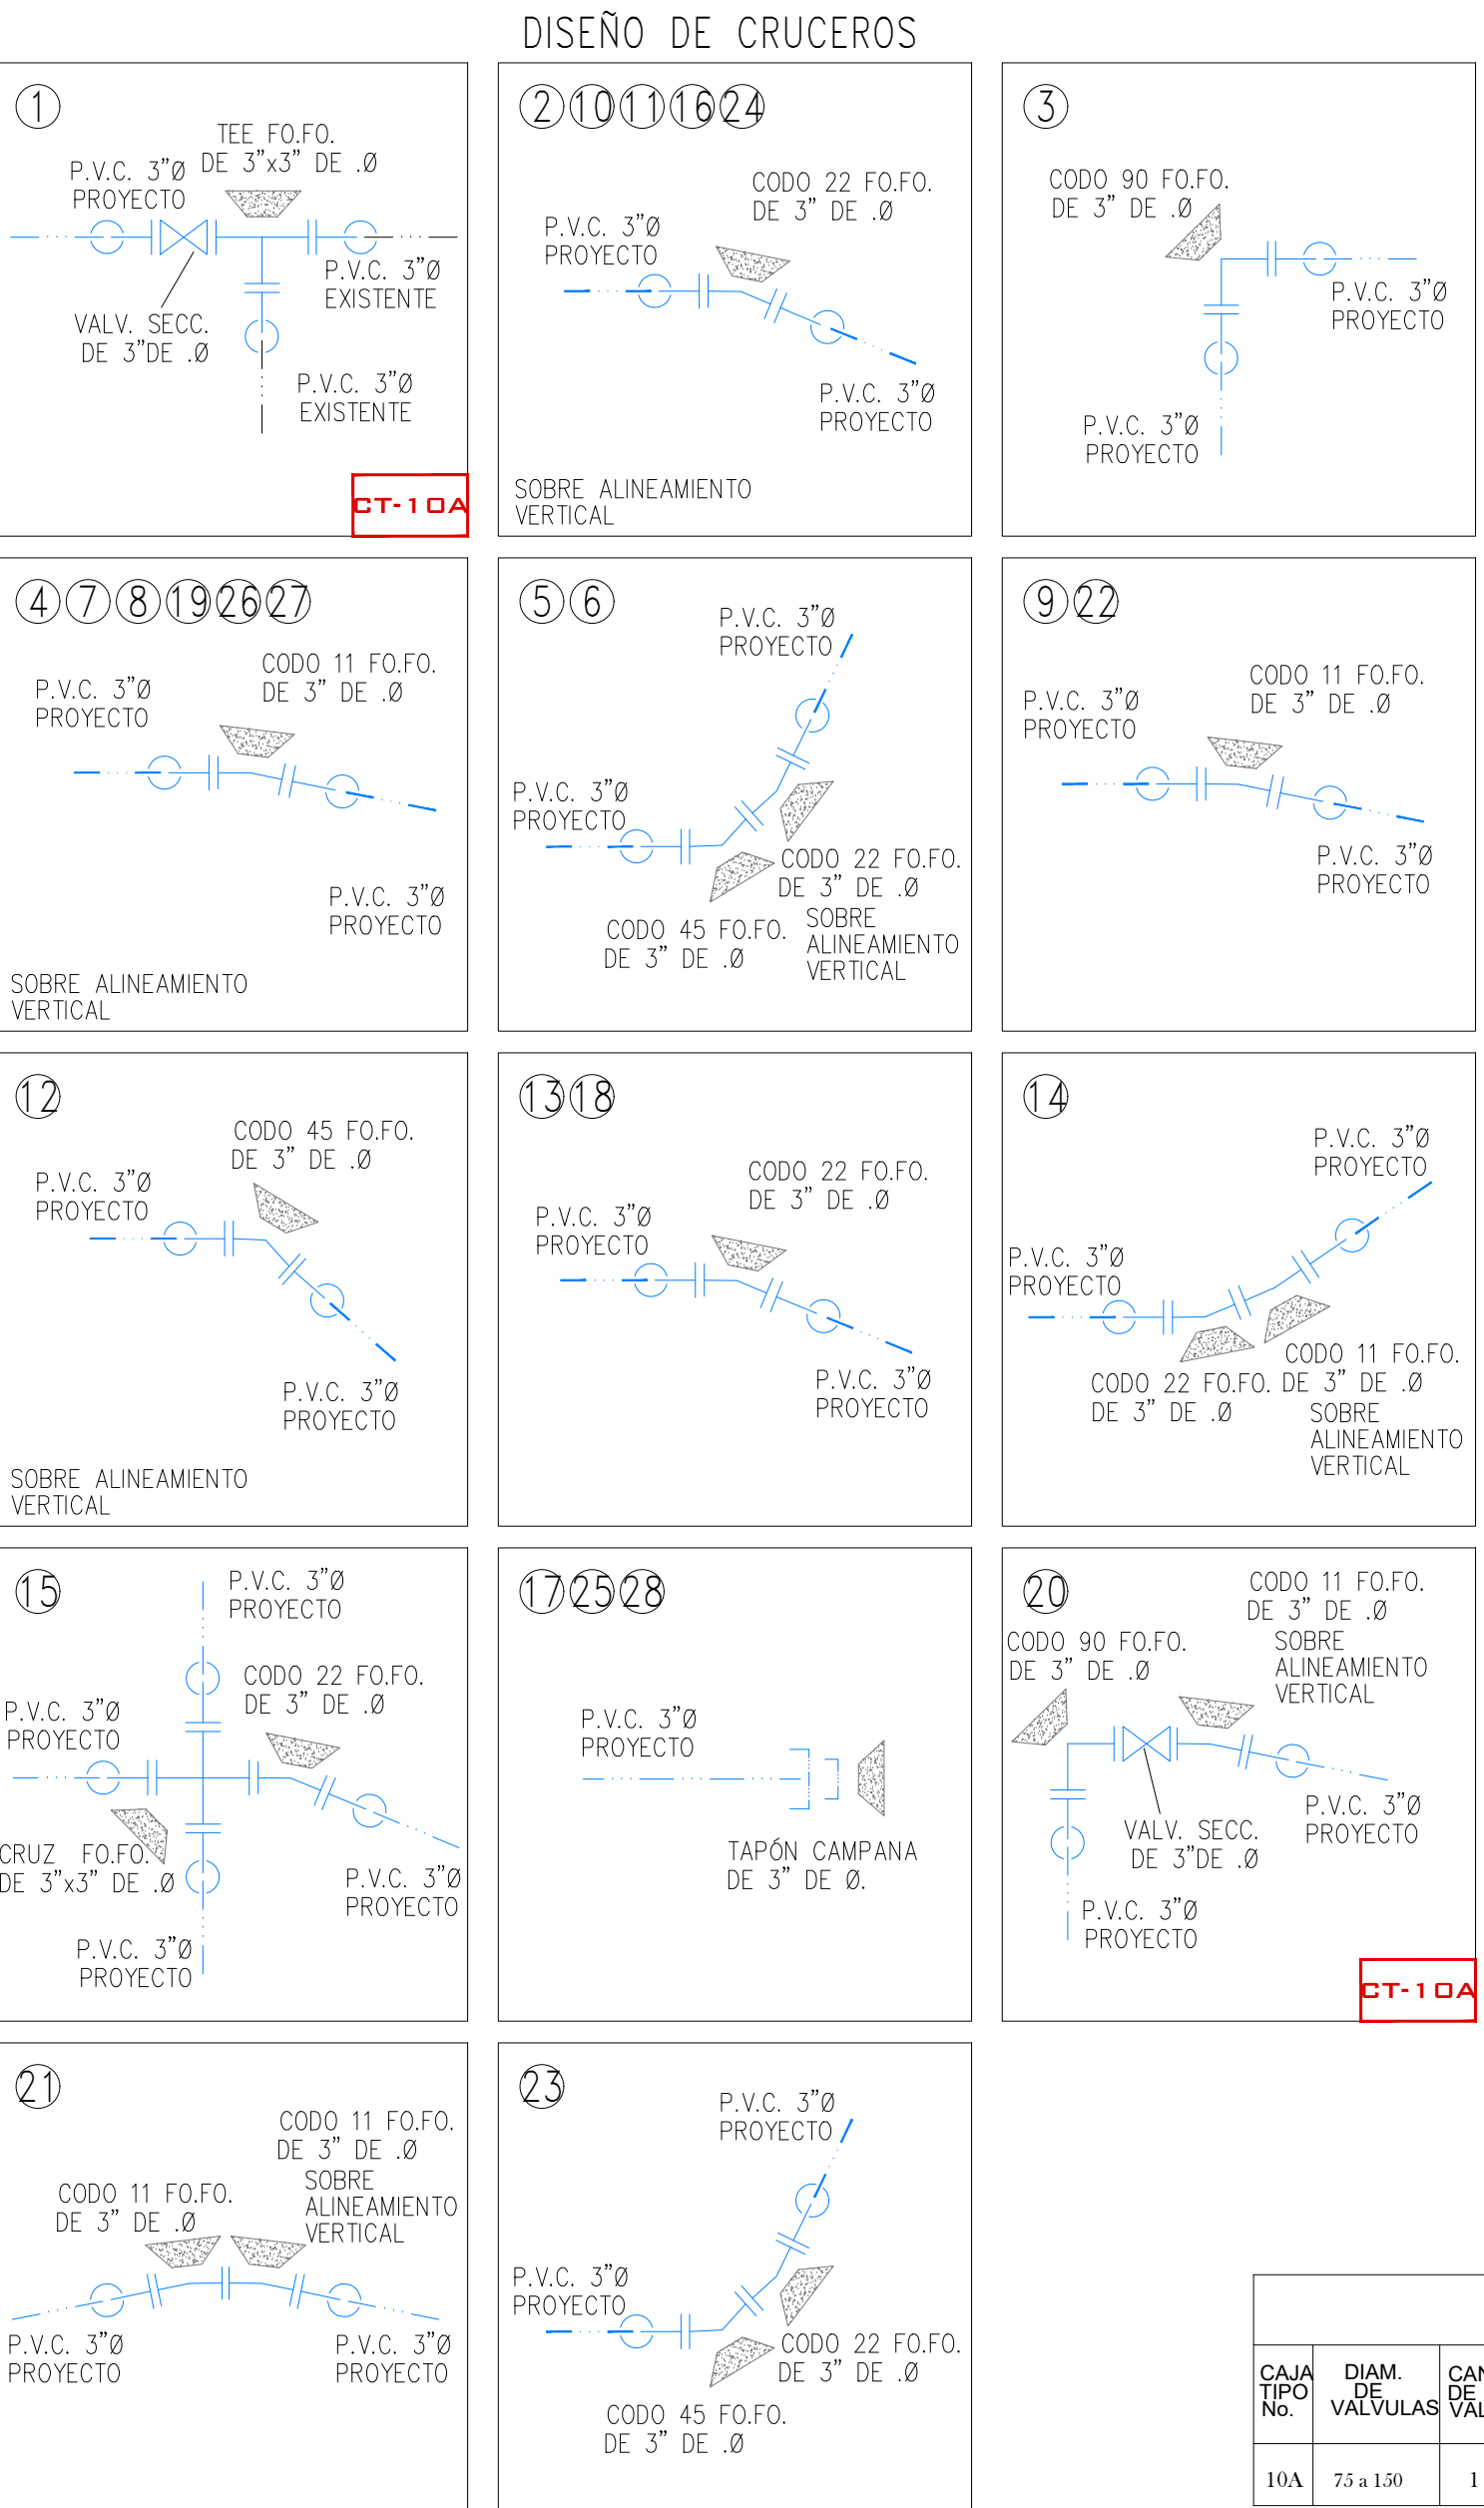 DISEÑO DE CRUCEROS
1
TEE FO.FO.
DE 3"x3" DE .Ø
P.V.C. 3"Ø
PROYECTO
P.V.C. 3"Ø
EXISTENTE
VALV. SECC.
DE 3"DE .Ø
P.V.C. 3"Ø
EXISTENTE
CT-10A
2 10 11 16 24
CODO 22 FO.FO.
DE 3" DE .Ø
P.V.C. 3"Ø
PROYECTO
P.V.C. 3"Ø
PROYECTO
SOBRE ALINEAMIENTO
VERTICAL
3
CODO 90 FO.FO.
DE 3" DE .Ø
P.V.C. 3"Ø
PROYECTO
P.V.C. 3"Ø
PROYECTO
4 7 8 19 26 27
CODO 11 FO.FO.
DE 3" DE .Ø
P.V.C. 3"Ø
PROYECTO
P.V.C. 3"Ø
PROYECTO
SOBRE ALINEAMIENTO
VERTICAL
5 6
P.V.C. 3"Ø
PROYECTO
P.V.C. 3"Ø
PROYECTO
CODO 22 FO.FO.
DE 3" DE .Ø
SOBRE
ALINEAMIENTO
VERTICAL
CODO 45 FO.FO.
DE 3" DE .Ø
9 22
CODO 11 FO.FO.
DE 3" DE .Ø
P.V.C. 3"Ø
PROYECTO
P.V.C. 3"Ø
PROYECTO
12
CODO 45 FO.FO.
DE 3" DE .Ø
P.V.C. 3"Ø
PROYECTO
P.V.C. 3"Ø
PROYECTO
SOBRE ALINEAMIENTO
VERTICAL
13 18
CODO 22 FO.FO.
DE 3" DE .Ø
P.V.C. 3"Ø
PROYECTO
P.V.C. 3"Ø
PROYECTO
14
P.V.C. 3"Ø
PROYECTO
P.V.C. 3"Ø
PROYECTO
CODO 11 FO.FO.
DE 3" DE .Ø
SOBRE
ALINEAMIENTO
VERTICAL
CODO 22 FO.FO.
DE 3" DE .Ø
15
P.V.C. 3"Ø
PROYECTO
CODO 22 FO.FO.
DE 3" DE .Ø
P.V.C. 3"Ø
PROYECTO
CRUZ FO.FO.
DE 3"x3" DE .Ø
P.V.C. 3"Ø
PROYECTO
P.V.C. 3"Ø
PROYECTO
17 25 28
P.V.C. 3"Ø
PROYECTO
TAPÓN CAMPANA
DE 3" DE Ø.
20
CODO 11 FO.FO.
DE 3" DE .Ø
SOBRE
ALINEAMIENTO
VERTICAL
CODO 90 FO.FO.
DE 3" DE .Ø
P.V.C. 3"Ø
PROYECTO
VALV. SECC.
DE 3"DE .Ø
P.V.C. 3"Ø
PROYECTO
CT-10A
21
CODO 11 FO.FO.
DE 3" DE .Ø
SOBRE
ALINEAMIENTO
VERTICAL
CODO 11 FO.FO.
DE 3" DE .Ø
P.V.C. 3"Ø
PROYECTO
P.V.C. 3"Ø
PROYECTO
23
P.V.C. 3"Ø
PROYECTO
P.V.C. 3"Ø
PROYECTO
CODO 22 FO.FO.
DE 3" DE .Ø
CODO 45 FO.FO.
DE 3" DE .Ø
CAJA
TIPO
No.
DIAM.
DE
VALVULAS
DE
10A 75 a 150 1